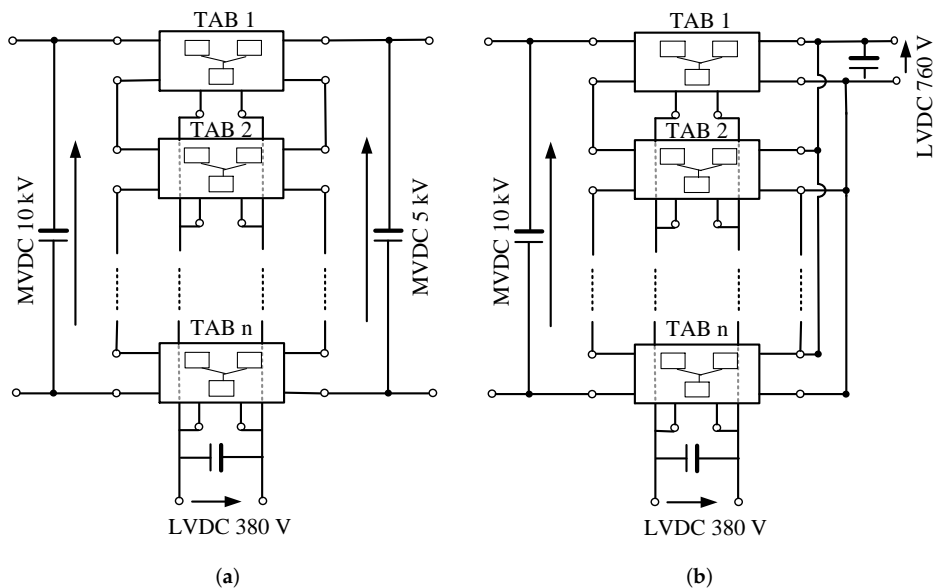 TAB 1
TAB 2
TAB n
MVDC 10 kV
MVDC 5 kV
LVDC 380 V
(a)
TAB 1
TAB 2
TAB n
MVDC 10 kV
LVDC 760 V
LVDC 380 V
(b)